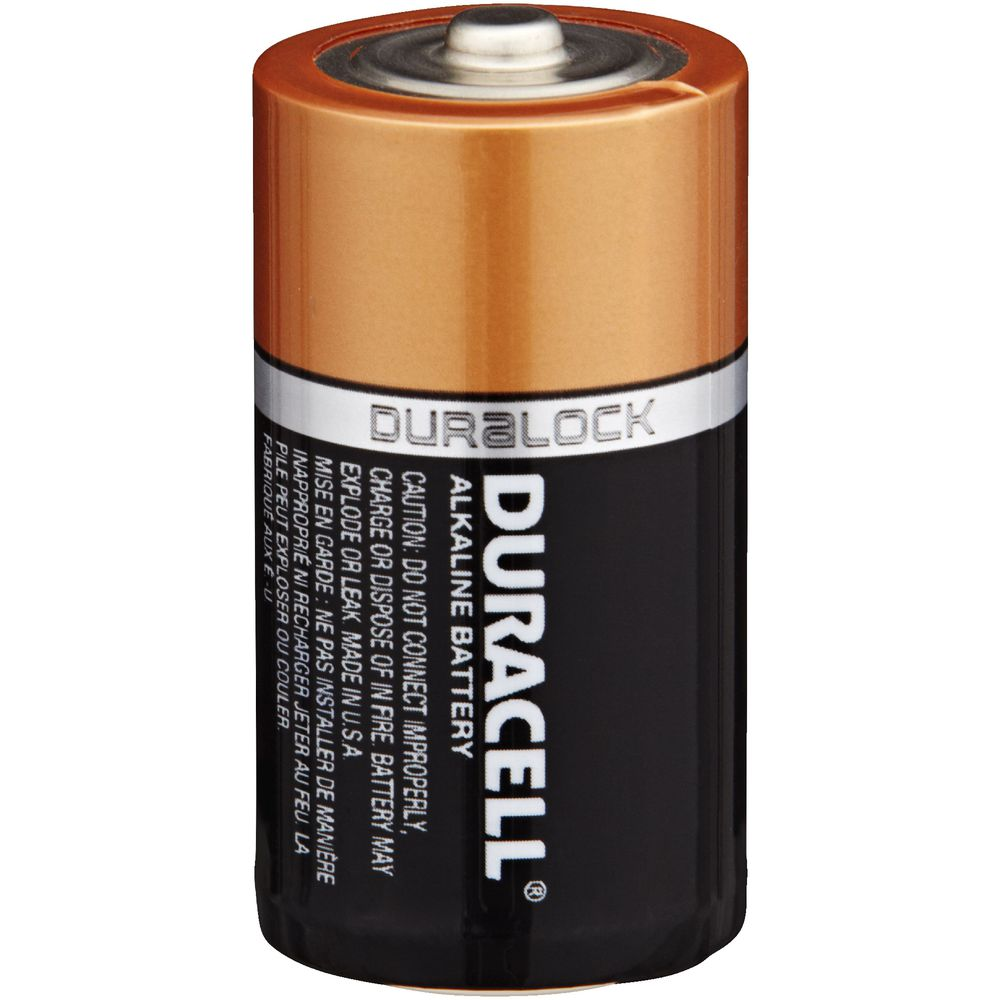 DURALOCK
DURACELL®
ALKALINE BATTERY
CAUTION: DO NOT CONNECT IMPROPERLY,
CHARGE OR DISPOSE OF IN FIRE. BATTERY MAY
EXPLODE OR LEAK. MADE IN U.S.A.
MISE EN GARDE : NE PAS INSTALLER DE MANIÈRE
INAPPROPRIÉ NI RECHARGER JETER AU FEU. LA
PILE PEUT EXPLOSER OU COULER.
FABRIQUE AUX É.-U